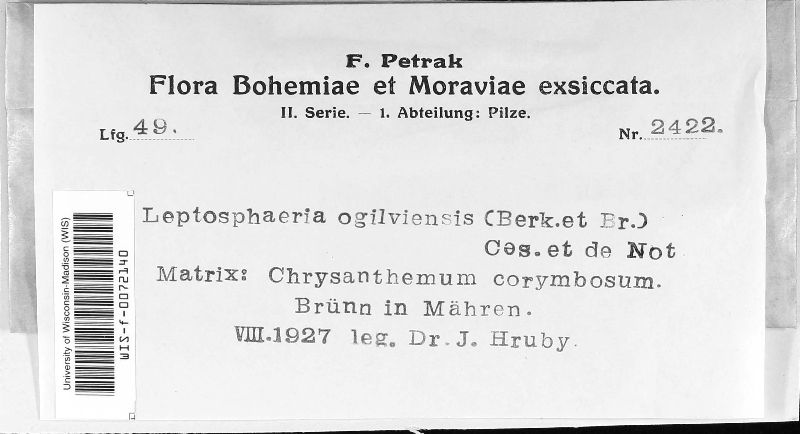 F. Petrak
Flora Bohemiae et Moraviae exsiccata.
II. Serie. — 1. Abteilung: Pilze.
Lfg. 49.
Nr. 2422.
Leptosphaeria ogilviensis (Berk.et Br.)
Ces.et de Not
Matrix: Chrysanthemum corymbosum.
Brünn in Mähren.
VIII.1927 leg. Dr.J. Hruby.
University of Wisconsin-Madison (WIS)
WIS-f-0072140